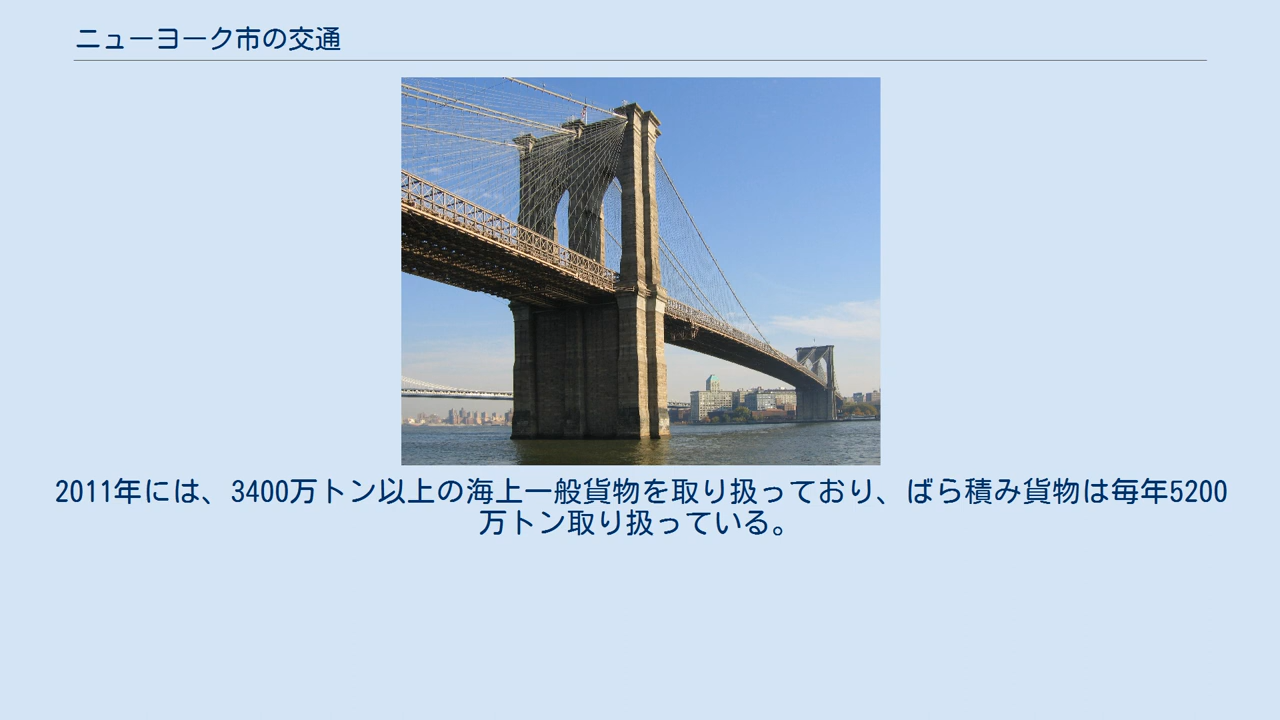 ニューヨーク市の交通
2011年には、3400万トン以上の海上一般貨物を取り扱っており、ばら積み貨物は毎年5200
万トン取り扱っている。